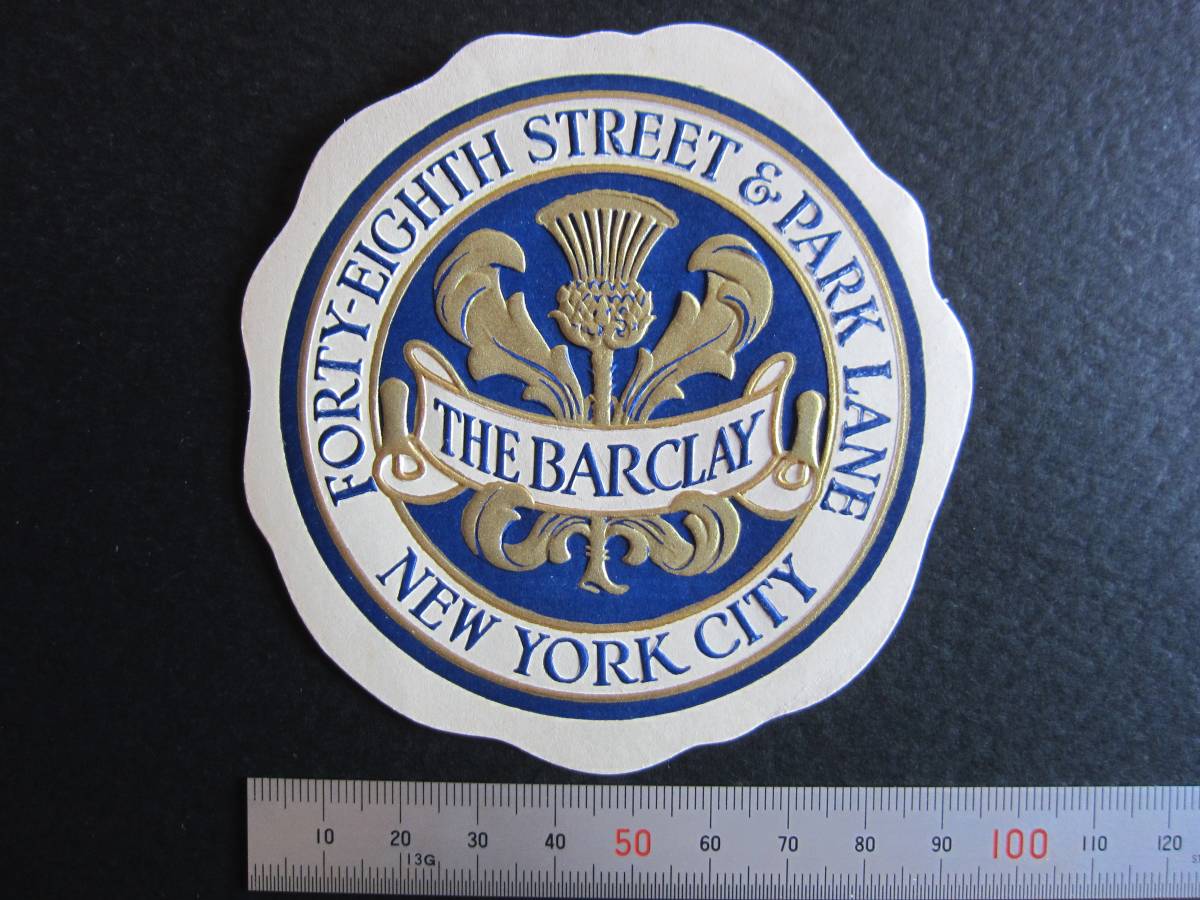 FORTY-EIGHTH STREET & PARK LANE
THE BARCLAY
NEW YORK CITY
10 20 30 40 50 60 70 80 90 100 110 120
13G